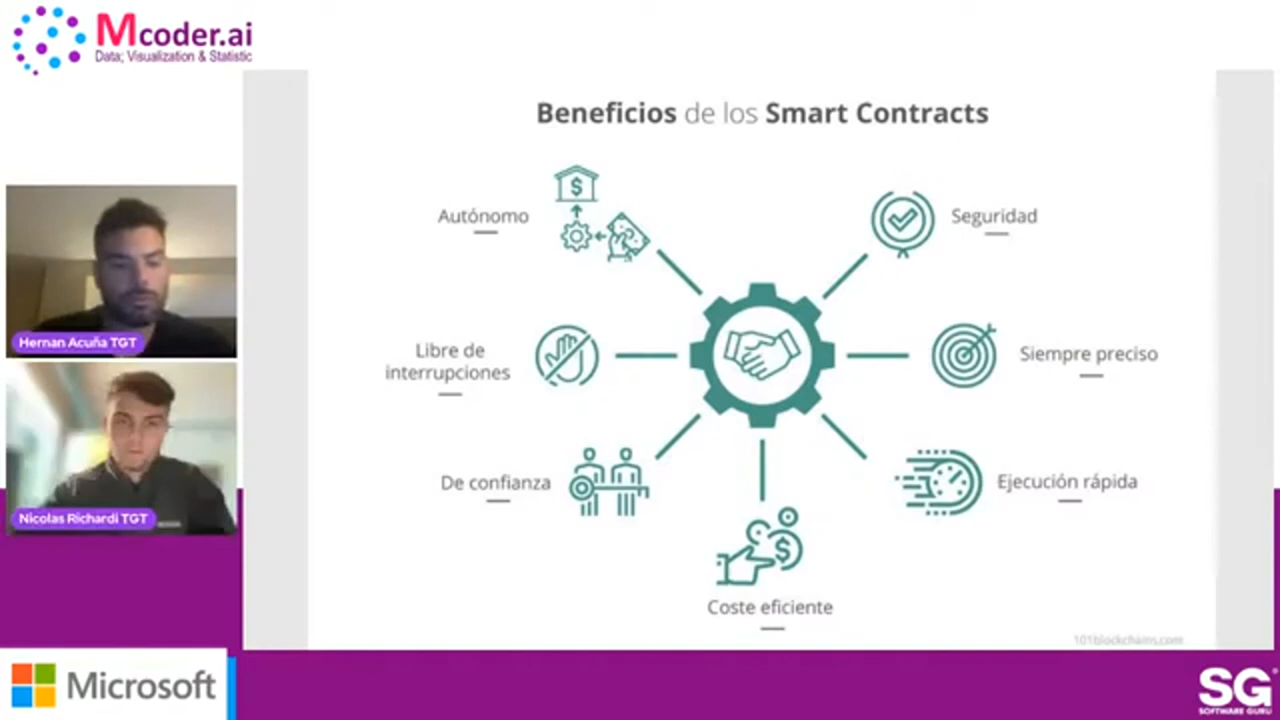 Mcoder.ai
Data; Visualization & Statistic
Beneficios de los Smart Contracts
Autónomo
Seguridad
Libre de
interrupciones
Siempre preciso
De confianza
Ejecución rápida
Coste eficiente
101blockchains.com
Hernan Acuña TGT
Nicolas Richardi TGT
Microsoft
SG
SOFTWARE GURU